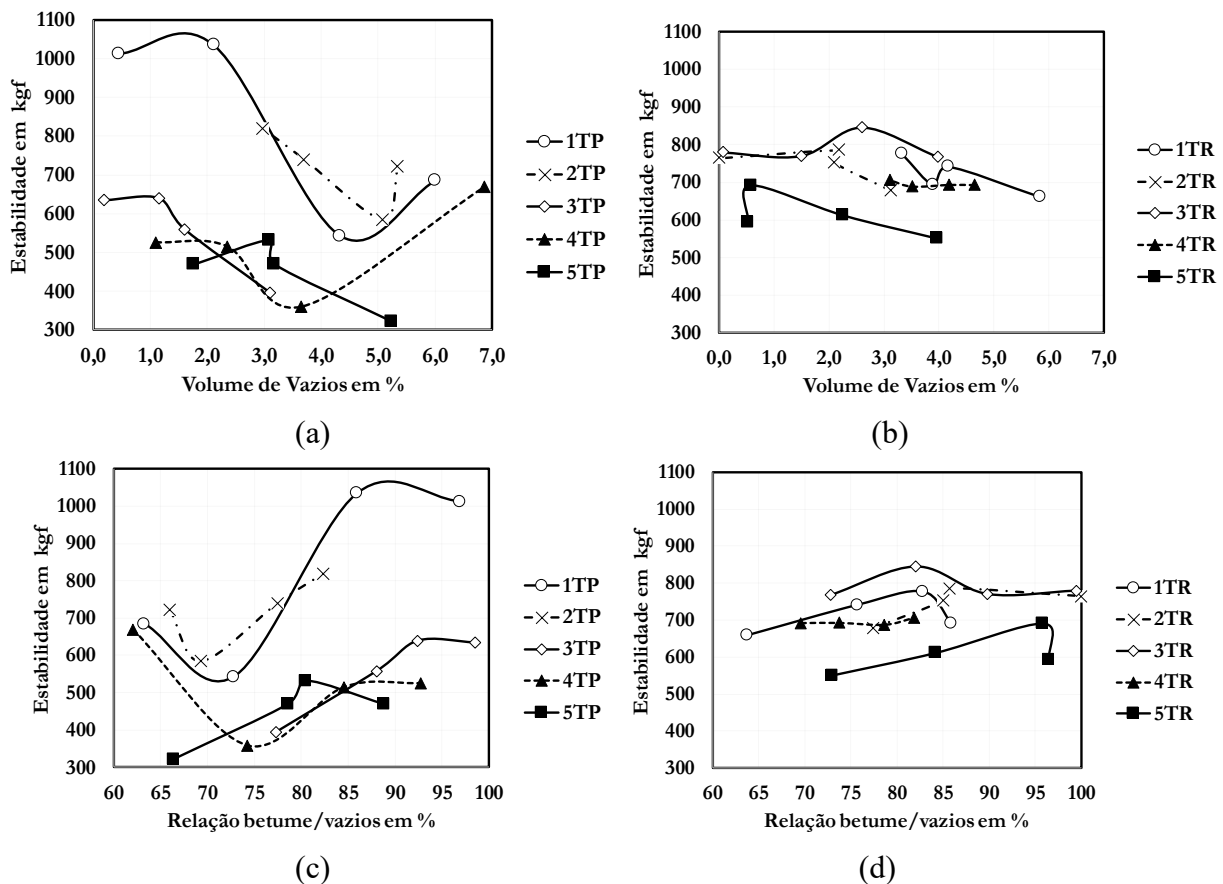 1100
1000
900
800
700
600
500
400
300
Estabilidade em kgf
0,0 1,0 2,0 3,0 4,0 5,0 6,0 7,0
Volume de Vazios em %
1TP
2TP
3TP
4TP
5TP
(a)
1100
1000
900
800
700
600
500
400
300
Estabilidade em kgf
0,0 1,0 2,0 3,0 4,0 5,0 6,0 7,0
Volume de Vazios em %
1TR
2TR
3TR
4TR
5TR
(b)
1100
1000
900
800
700
600
500
400
300
Estabilidade em kgf
60 65 70 75 80 85 90 95 100
Relação betume/vazios em %
1TP
2TP
3TP
4TP
5TP
(c)
1100
1000
900
800
700
600
500
400
300
Estabilidade em kgf
60 65 70 75 80 85 90 95 100
Relação betume/vazios em %
1TR
2TR
3TR
4TR
5TR
(d)